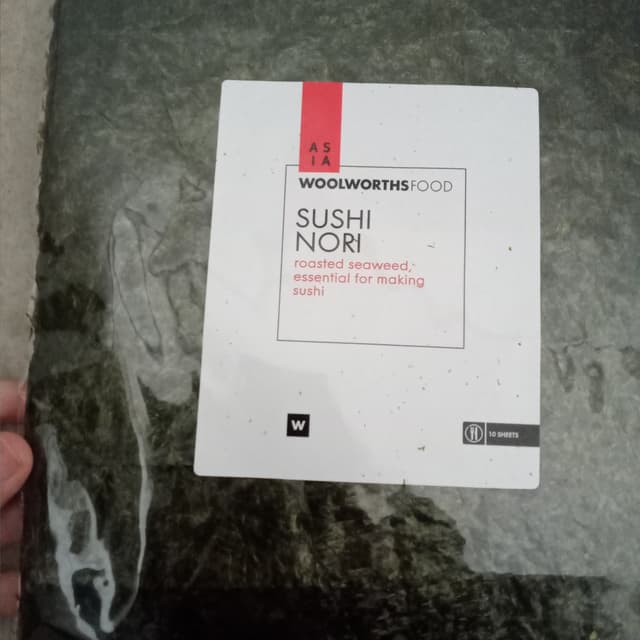 AS
IA
WOOLWORTHSFOOD
SUSHI
NORI
roasted seaweed,
essential for making
sushi
W
10 SHEETS